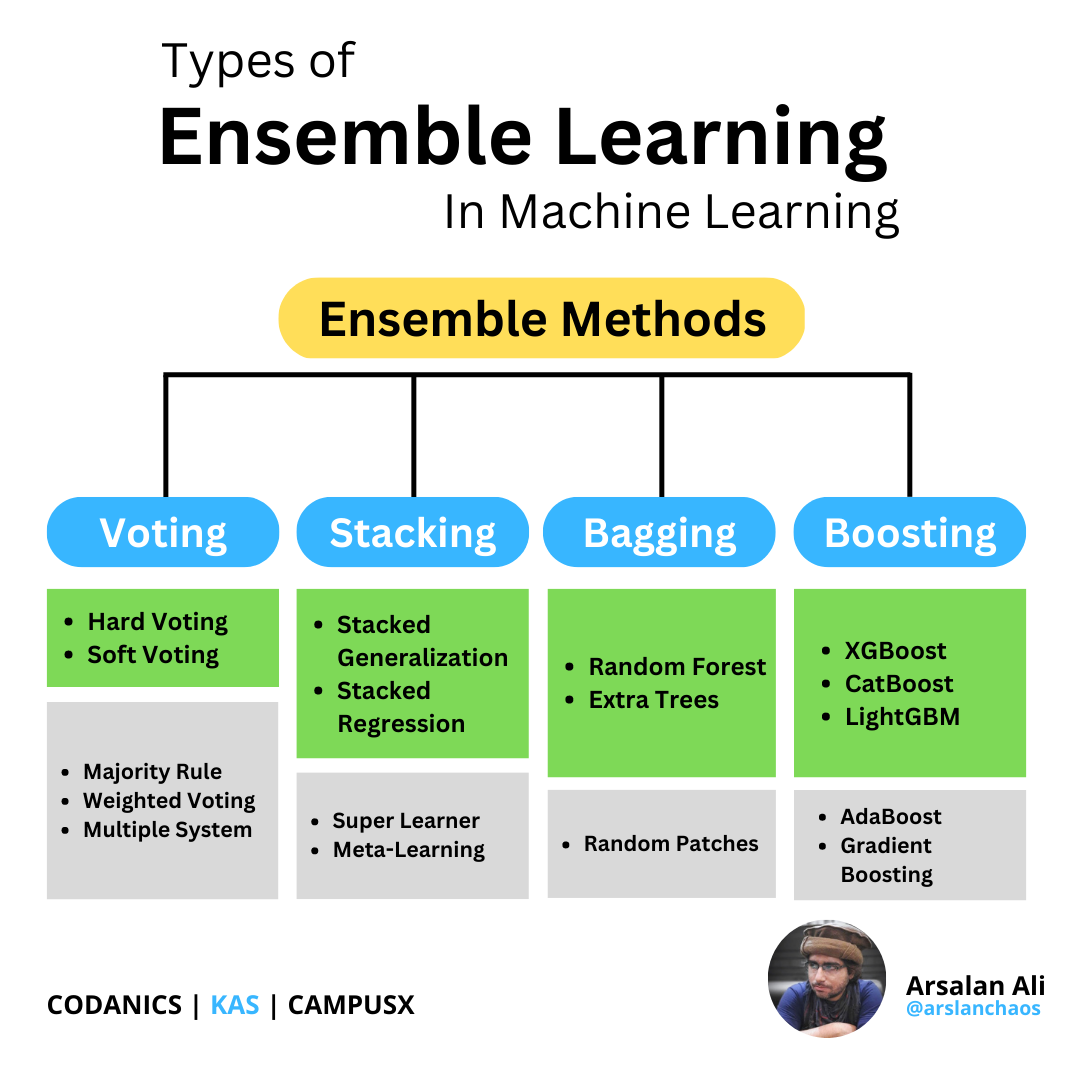 Types of
Ensemble Learning
In Machine Learning
Ensemble Methods
Voting
Stacking
Bagging
Boosting
• Hard Voting
• Soft Voting
• Majority Rule
• Weighted Voting
• Multiple System
• Stacked
Generalization
• Stacked
Regression
• Super Learner
• Meta-Learning
• Random Forest
• Extra Trees
• Random Patches
• XGBoost
• CatBoost
• LightGBM
• AdaBoost
• Gradient
Boosting
CODANICS | KAS | CAMPUSX
Arsalan Ali
@arslanchaos